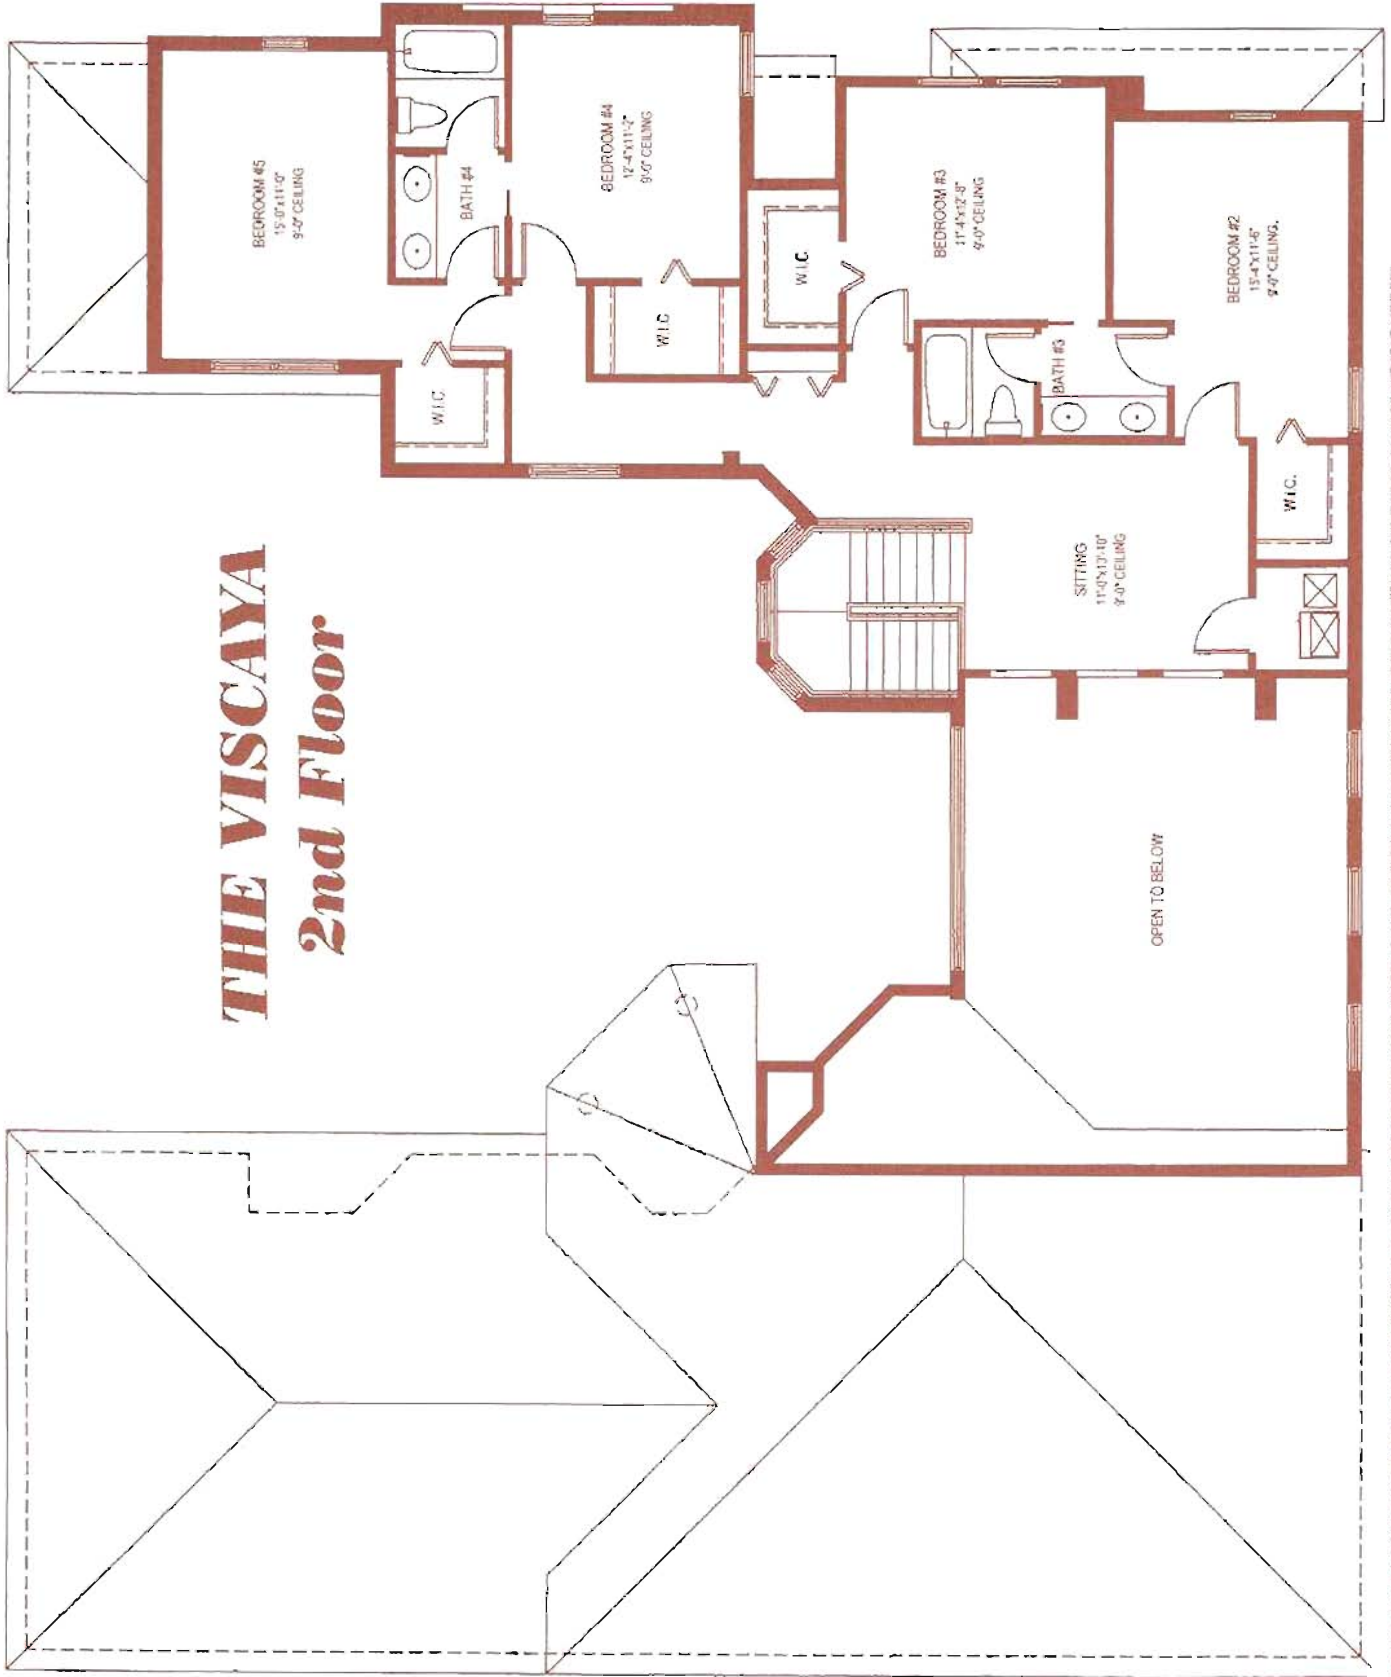 THE VISCAYA
2nd Floor
BEDROOM #5
15'-0"x11'-0"
9'-0" CEILING
BATH #4
BEDROOM #4
12'-4"x11'-2"
9'-0" CEILING
W.I.C
W.I.C
W.I.C.
BEDROOM #3
11'-4"x12'-8"
9'-0" CEILING
BATH #3
BEDROOM #2
15'-4"x11'-6"
9'-0" CEILING.
W.I.C.
SITTING
11'-0"x13'-10"
9'-0" CEILING
OPEN TO BELOW